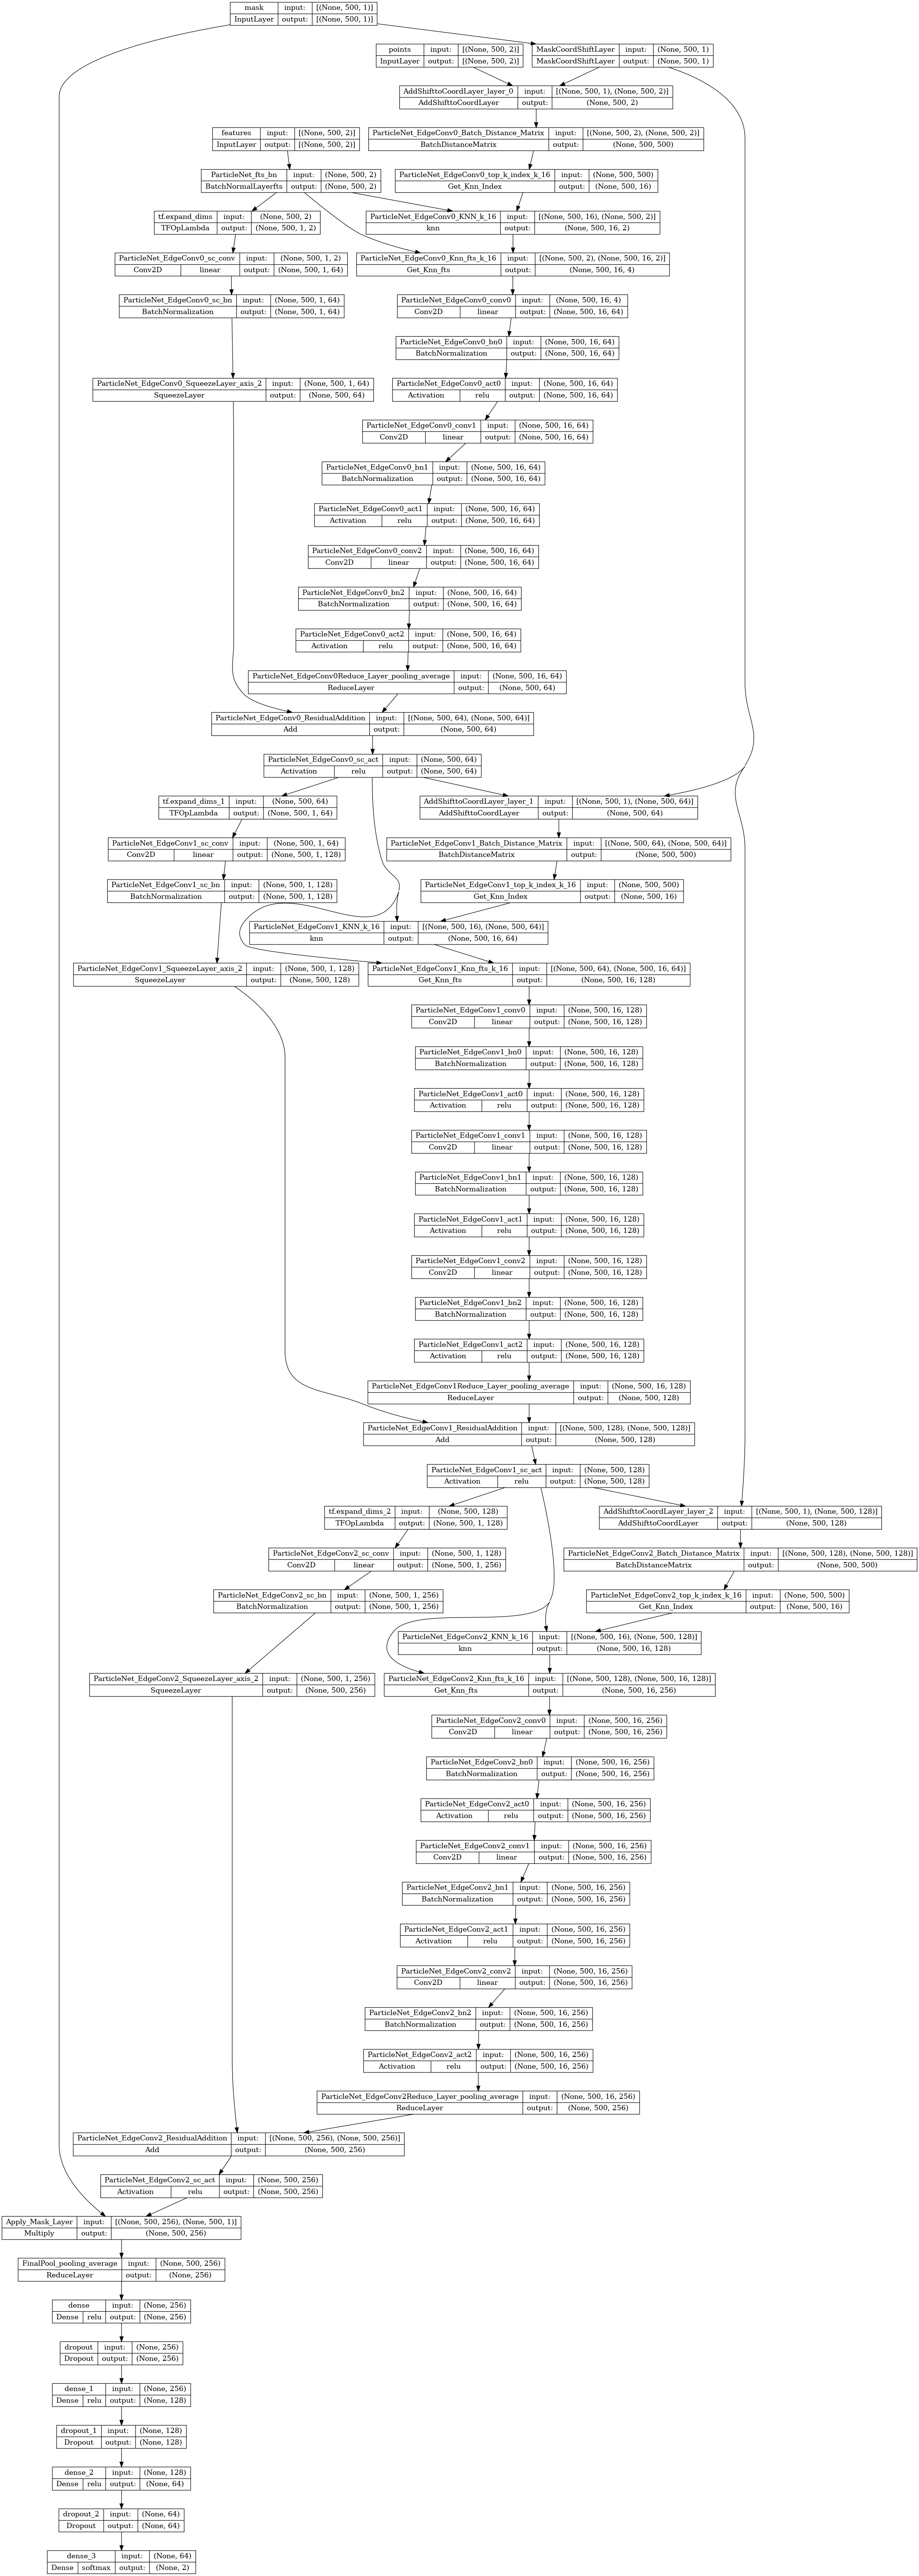 mask input: [(None, 500, 1)]
InputLayer output: [(None, 500, 1)]
points input: [(None, 500, 2)]
InputLayer output: [(None, 500, 2)]
MaskCoordShiftLayer input: (None, 500, 1)
MaskCoordShiftLayer output: (None, 500, 1)
AddShifttoCoordLayer_layer_0 input: [(None, 500, 1), (None, 500, 2)]
AddShifttoCoordLayer output: (None, 500, 2)
features input: [(None, 500, 2)]
InputLayer output: [(None, 500, 2)]
ParticleNet_EdgeConv0_Batch_Distance_Matrix input: [(None, 500, 2), (None, 500, 2)]
BatchDistanceMatrix output: (None, 500, 500)
ParticleNet_fts_bn input: (None, 500, 2)
BatchNormalLayerfts output: (None, 500, 2)
ParticleNet_EdgeConv0_top_k_index_k_16 input: (None, 500, 500)
Get_Knn_Index output: (None, 500, 16)
tf.expand_dims input: (None, 500, 2)
TFOpLambda output: (None, 500, 1, 2)
ParticleNet_EdgeConv0_KNN_k_16 input: [(None, 500, 16), (None, 500, 2)]
knn output: (None, 500, 16, 2)
ParticleNet_EdgeConv0_sc_conv input: (None, 500, 1, 2)
Conv2D linear output: (None, 500, 1, 64)
ParticleNet_EdgeConv0_Knn_fts_k_16 input: [(None, 500, 2), (None, 500, 16, 2)]
Get_Knn_fts output: (None, 500, 16, 4)
ParticleNet_EdgeConv0_sc_bn input: (None, 500, 1, 64)
BatchNormalization output: (None, 500, 1, 64)
ParticleNet_EdgeConv0_conv0 input: (None, 500, 16, 4)
Conv2D linear output: (None, 500, 16, 64)
ParticleNet_EdgeConv0_bn0 input: (None, 500, 16, 64)
BatchNormalization output: (None, 500, 16, 64)
ParticleNet_EdgeConv0_SqueezeLayer_axis_2 input: (None, 500, 1, 64)
SqueezeLayer output: (None, 500, 64)
ParticleNet_EdgeConv0_act0 input: (None, 500, 16, 64)
Activation relu output: (None, 500, 16, 64)
ParticleNet_EdgeConv0_conv1 input: (None, 500, 16, 64)
Conv2D linear output: (None, 500, 16, 64)
ParticleNet_EdgeConv0_bn1 input: (None, 500, 16, 64)
BatchNormalization output: (None, 500, 16, 64)
ParticleNet_EdgeConv0_act1 input: (None, 500, 16, 64)
Activation relu output: (None, 500, 16, 64)
ParticleNet_EdgeConv0_conv2 input: (None, 500, 16, 64)
Conv2D linear output: (None, 500, 16, 64)
ParticleNet_EdgeConv0_bn2 input: (None, 500, 16, 64)
BatchNormalization output: (None, 500, 16, 64)
ParticleNet_EdgeConv0_act2 input: (None, 500, 16, 64)
Activation relu output: (None, 500, 16, 64)
ParticleNet_EdgeConv0Reduce_Layer_pooling_average input: (None, 500, 16, 64)
ReduceLayer output: (None, 500, 64)
ParticleNet_EdgeConv0_ResidualAddition input: [(None, 500, 64), (None, 500, 64)]
Add output: (None, 500, 64)
ParticleNet_EdgeConv0_sc_act input: (None, 500, 64)
Activation relu output: (None, 500, 64)
tf.expand_dims_1 input: (None, 500, 64)
TFOpLambda output: (None, 500, 1, 64)
AddShifttoCoordLayer_layer_1 input: [(None, 500, 1), (None, 500, 64)]
AddShifttoCoordLayer output: (None, 500, 64)
ParticleNet_EdgeConv1_sc_conv input: (None, 500, 1, 64)
Conv2D linear output: (None, 500, 1, 128)
ParticleNet_EdgeConv1_Batch_Distance_Matrix input: [(None, 500, 64), (None, 500, 64)]
BatchDistanceMatrix output: (None, 500, 500)
ParticleNet_EdgeConv1_sc_bn input: (None, 500, 1, 128)
BatchNormalization output: (None, 500, 1, 128)
ParticleNet_EdgeConv1_top_k_index_k_16 input: (None, 500, 500)
Get_Knn_Index output: (None, 500, 16)
ParticleNet_EdgeConv1_KNN_k_16 input: [(None, 500, 16), (None, 500, 64)]
knn output: (None, 500, 16, 64)
ParticleNet_EdgeConv1_SqueezeLayer_axis_2 input: (None, 500, 1, 128)
SqueezeLayer output: (None, 500, 128)
ParticleNet_EdgeConv1_Knn_fts_k_16 input: [(None, 500, 64), (None, 500, 16, 64)]
Get_Knn_fts output: (None, 500, 16, 128)
ParticleNet_EdgeConv1_conv0 input: (None, 500, 16, 128)
Conv2D linear output: (None, 500, 16, 128)
ParticleNet_EdgeConv1_bn0 input: (None, 500, 16, 128)
BatchNormalization output: (None, 500, 16, 128)
ParticleNet_EdgeConv1_act0 input: (None, 500, 16, 128)
Activation relu output: (None, 500, 16, 128)
ParticleNet_EdgeConv1_conv1 input: (None, 500, 16, 128)
Conv2D linear output: (None, 500, 16, 128)
ParticleNet_EdgeConv1_bn1 input: (None, 500, 16, 128)
BatchNormalization output: (None, 500, 16, 128)
ParticleNet_EdgeConv1_act1 input: (None, 500, 16, 128)
Activation relu output: (None, 500, 16, 128)
ParticleNet_EdgeConv1_conv2 input: (None, 500, 16, 128)
Conv2D linear output: (None, 500, 16, 128)
ParticleNet_EdgeConv1_bn2 input: (None, 500, 16, 128)
BatchNormalization output: (None, 500, 16, 128)
ParticleNet_EdgeConv1_act2 input: (None, 500, 16, 128)
Activation relu output: (None, 500, 16, 128)
ParticleNet_EdgeConv1Reduce_Layer_pooling_average input: (None, 500, 16, 128)
ReduceLayer output: (None, 500, 128)
ParticleNet_EdgeConv1_ResidualAddition input: [(None, 500, 128), (None, 500, 128)]
Add output: (None, 500, 128)
ParticleNet_EdgeConv1_sc_act input: (None, 500, 128)
Activation relu output: (None, 500, 128)
tf.expand_dims_2 input: (None, 500, 128)
TFOpLambda output: (None, 500, 1, 128)
AddShifttoCoordLayer_layer_2 input: [(None, 500, 1), (None, 500, 128)]
AddShifttoCoordLayer output: (None, 500, 128)
ParticleNet_EdgeConv2_sc_conv input: (None, 500, 1, 128)
Conv2D linear output: (None, 500, 1, 256)
ParticleNet_EdgeConv2_Batch_Distance_Matrix input: [(None, 500, 128), (None, 500, 128)]
BatchDistanceMatrix output: (None, 500, 500)
ParticleNet_EdgeConv2_sc_bn input: (None, 500, 1, 256)
BatchNormalization output: (None, 500, 1, 256)
ParticleNet_EdgeConv2_top_k_index_k_16 input: (None, 500, 500)
Get_Knn_Index output: (None, 500, 16)
ParticleNet_EdgeConv2_KNN_k_16 input: [(None, 500, 16), (None, 500, 128)]
knn output: (None, 500, 16, 128)
ParticleNet_EdgeConv2_SqueezeLayer_axis_2 input: (None, 500, 1, 256)
SqueezeLayer output: (None, 500, 256)
ParticleNet_EdgeConv2_Knn_fts_k_16 input: [(None, 500, 128), (None, 500, 16, 128)]
Get_Knn_fts output: (None, 500, 16, 256)
ParticleNet_EdgeConv2_conv0 input: (None, 500, 16, 256)
Conv2D linear output: (None, 500, 16, 256)
ParticleNet_EdgeConv2_bn0 input: (None, 500, 16, 256)
BatchNormalization output: (None, 500, 16, 256)
ParticleNet_EdgeConv2_act0 input: (None, 500, 16, 256)
Activation relu output: (None, 500, 16, 256)
ParticleNet_EdgeConv2_conv1 input: (None, 500, 16, 256)
Conv2D linear output: (None, 500, 16, 256)
ParticleNet_EdgeConv2_bn1 input: (None, 500, 16, 256)
BatchNormalization output: (None, 500, 16, 256)
ParticleNet_EdgeConv2_act1 input: (None, 500, 16, 256)
Activation relu output: (None, 500, 16, 256)
ParticleNet_EdgeConv2_conv2 input: (None, 500, 16, 256)
Conv2D linear output: (None, 500, 16, 256)
ParticleNet_EdgeConv2_bn2 input: (None, 500, 16, 256)
BatchNormalization output: (None, 500, 16, 256)
ParticleNet_EdgeConv2_act2 input: (None, 500, 16, 256)
Activation relu output: (None, 500, 16, 256)
ParticleNet_EdgeConv2Reduce_Layer_pooling_average input: (None, 500, 16, 256)
ReduceLayer output: (None, 500, 256)
ParticleNet_EdgeConv2_ResidualAddition input: [(None, 500, 256), (None, 500, 256)]
Add output: (None, 500, 256)
ParticleNet_EdgeConv2_sc_act input: (None, 500, 256)
Activation relu output: (None, 500, 256)
Apply_Mask_Layer input: [(None, 500, 256), (None, 500, 1)]
Multiply output: (None, 500, 256)
FinalPool_pooling_average input: (None, 500, 256)
ReduceLayer output: (None, 256)
dense input: (None, 256)
Dense relu output: (None, 256)
dropout input: (None, 256)
Dropout output: (None, 256)
dense_1 input: (None, 256)
Dense relu output: (None, 128)
dropout_1 input: (None, 128)
Dropout output: (None, 128)
dense_2 input: (None, 128)
Dense relu output: (None, 64)
dropout_2 input: (None, 64)
Dropout output: (None, 64)
dense_3 input: (None, 64)
Dense softmax output: (None, 2)